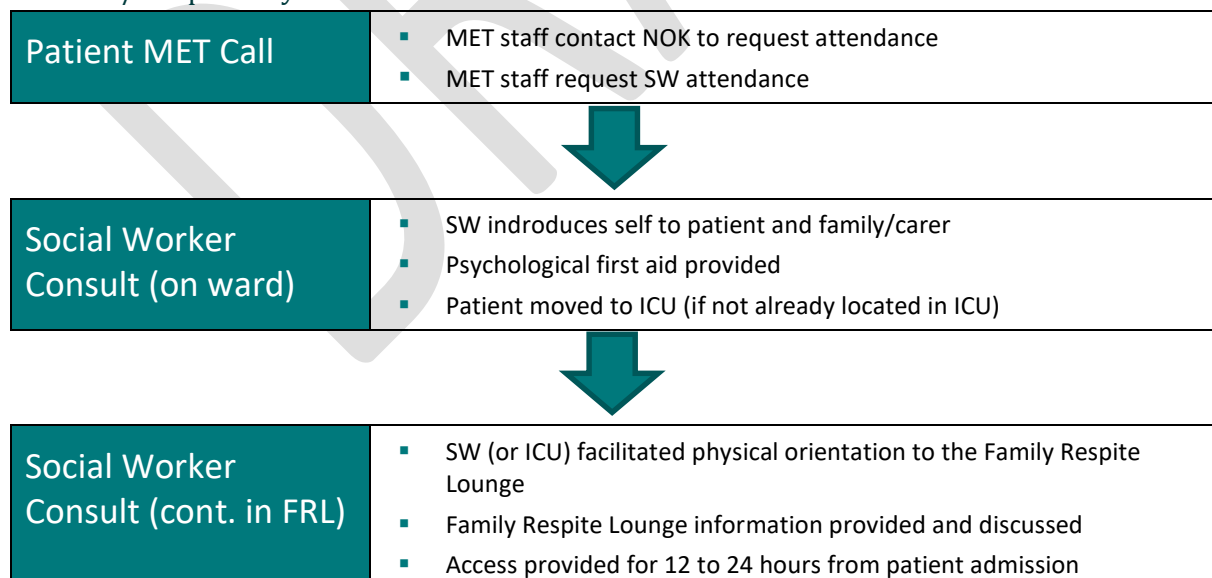 Patient MET Call
▪ MET staff contact NOK to request attendance
▪ MET staff request SW attendance
Social Worker
Consult (on ward)
▪ SW indroduces self to patient and family/carer
▪ Psychological first aid provided
▪ Patient moved to ICU (if not already located in ICU)
Social Worker
Consult (cont. in FRL)
▪ SW (or ICU) facilitated physical orientation to the Family Respite
Lounge
▪ Family Respite Lounge information provided and discussed
▪ Access provided for 12 to 24 hours from patient admission